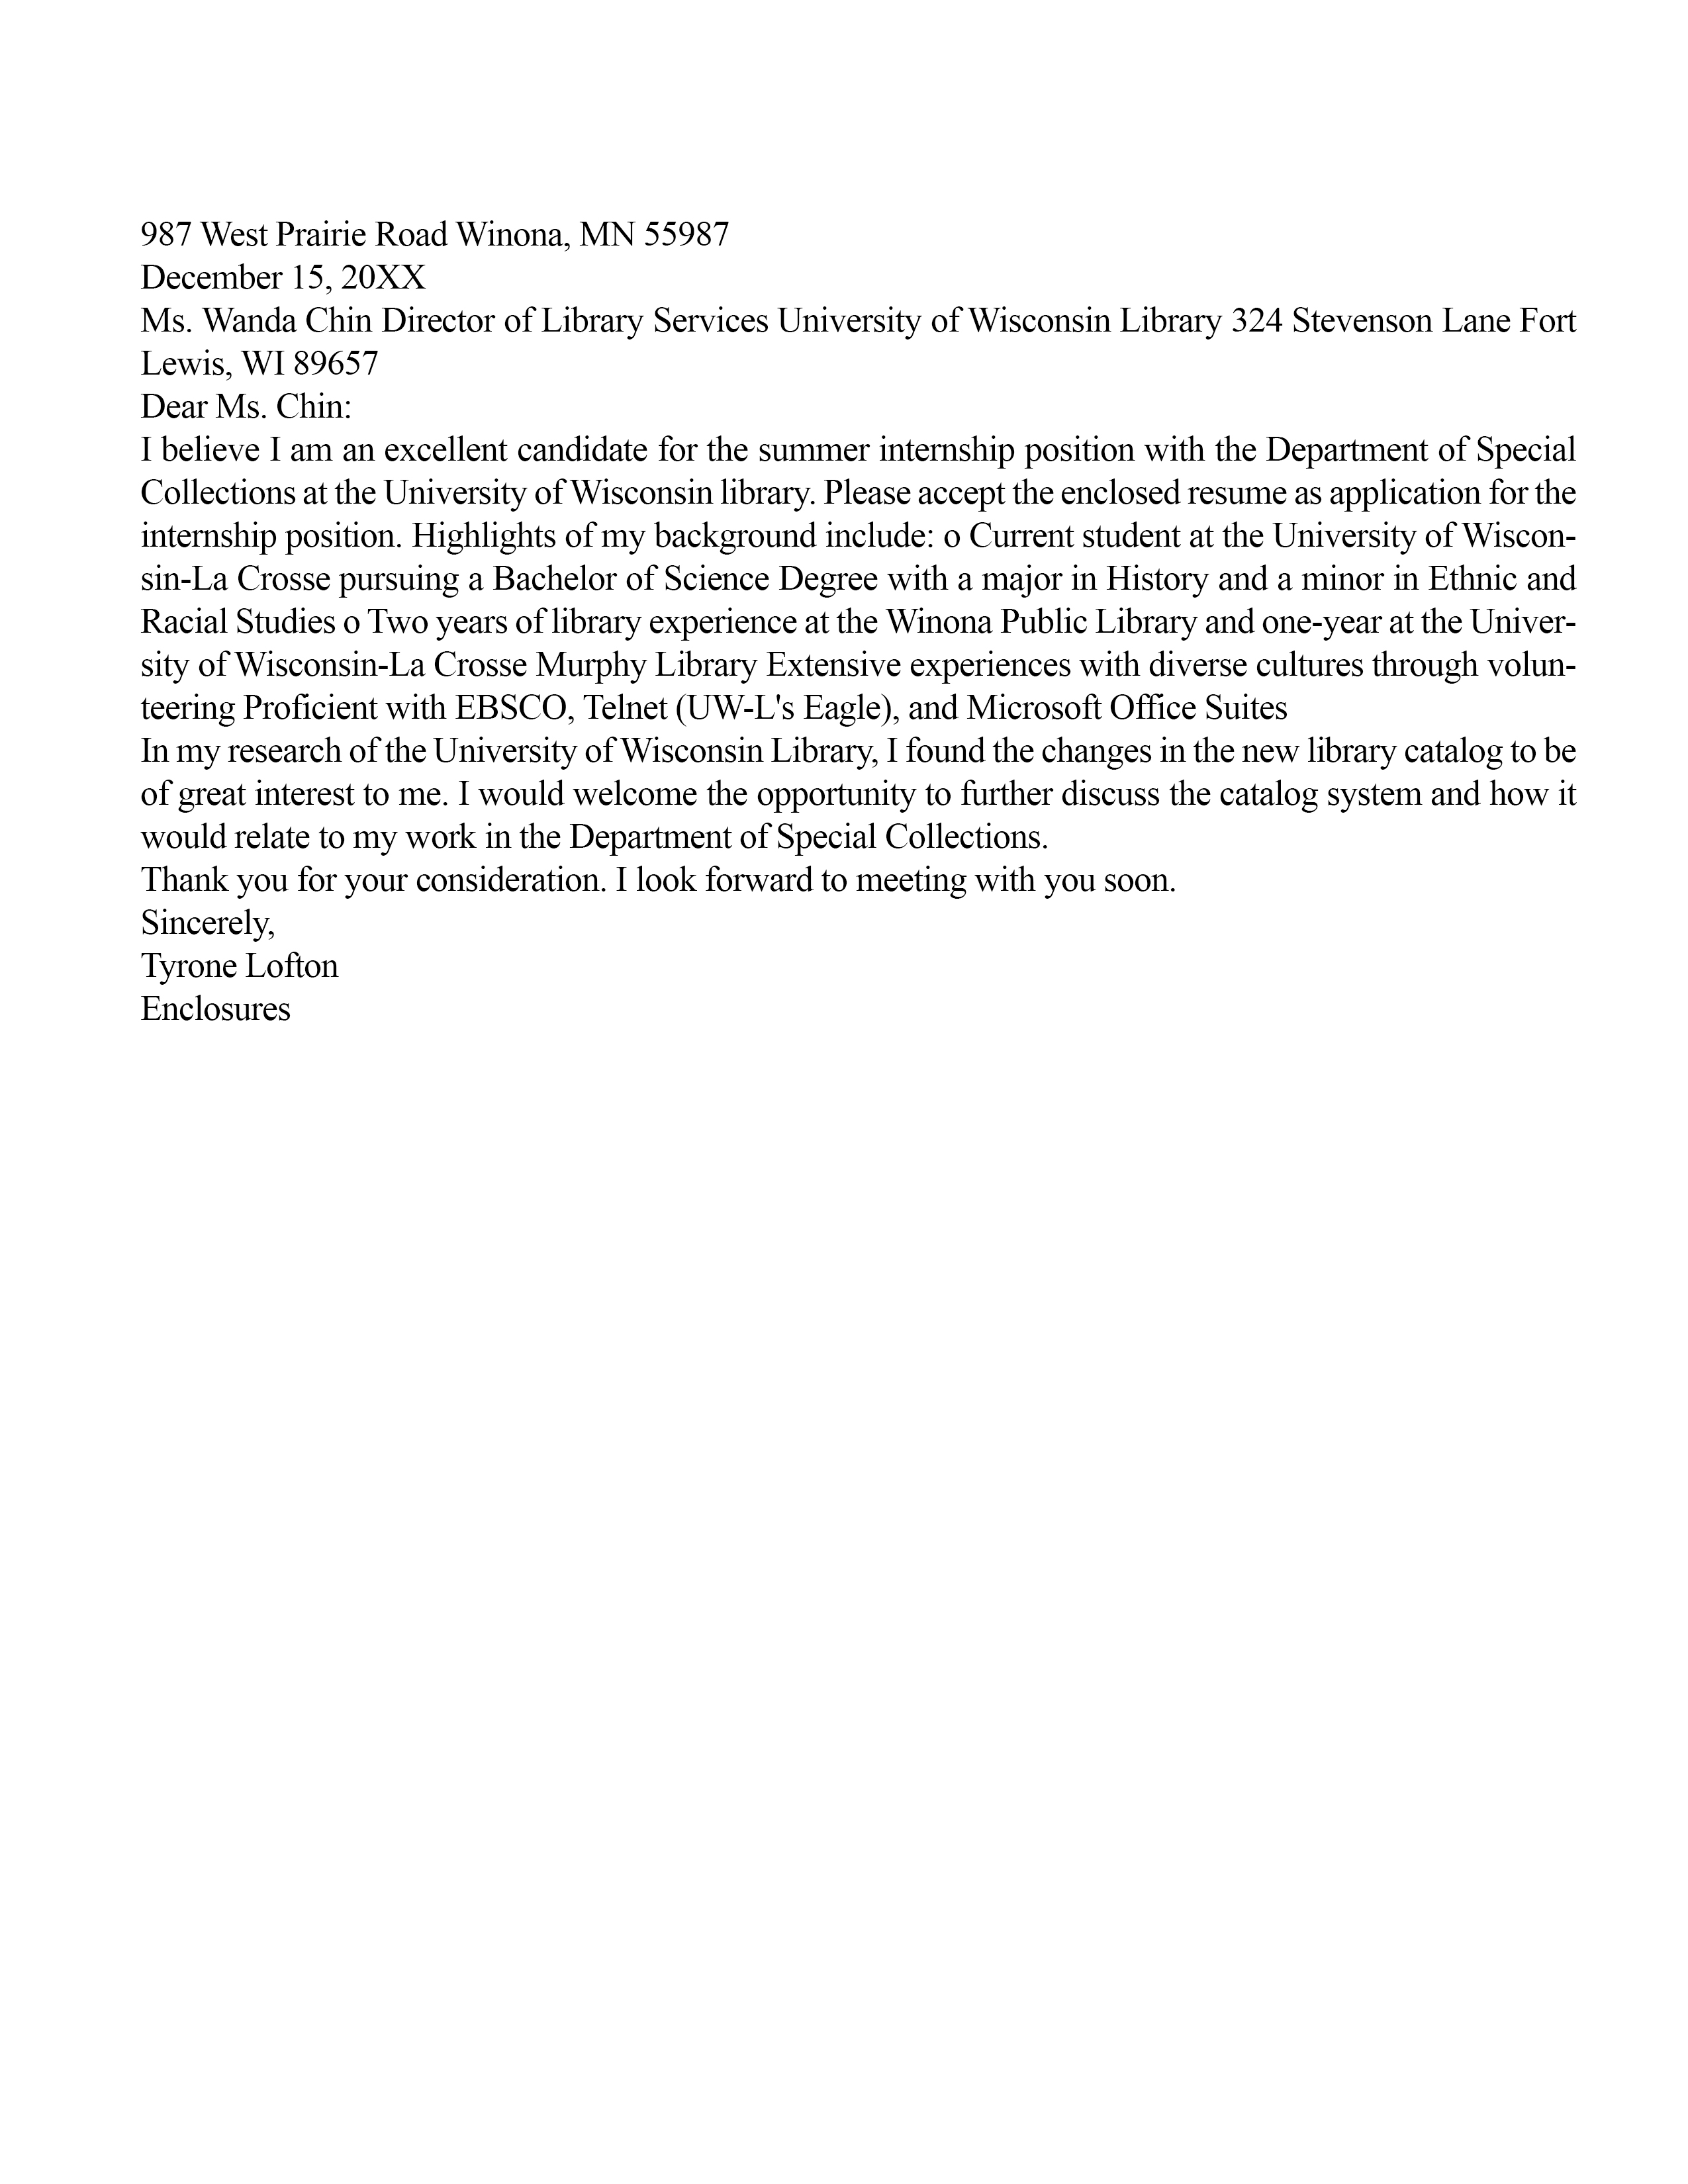 987 West Prairie Road Winona, MN 55987
December 15, 20XX
Ms. Wanda Chin Director of Library Services University of Wisconsin Library 324 Stevenson Lane Fort
Lewis, WI 89657
Dear Ms. Chin:
I believe I am an excellent candidate for the summer internship position with the Department of Special
Collections at the University of Wisconsin library. Please accept the enclosed resume as application for the
internship position. Highlights of my background include: o Current student at the University of Wiscon-
sin-La Crosse pursuing a Bachelor of Science Degree with a major in History and a minor in Ethnic and
Racial Studies o Two years of library experience at the Winona Public Library and one-year at the Univer-
sity of Wisconsin-La Crosse Murphy Library Extensive experiences with diverse cultures through volun-
teering Proficient with EBSCO, Telnet (UW-L's Eagle), and Microsoft Office Suites
In my research of the University of Wisconsin Library, I found the changes in the new library catalog to be
of great interest to me. I would welcome the opportunity to further discuss the catalog system and how it
would relate to my work in the Department of Special Collections.
Thank you for your consideration. I look forward to meeting with you soon.
Sincerely,
Tyrone Lofton
Enclosures